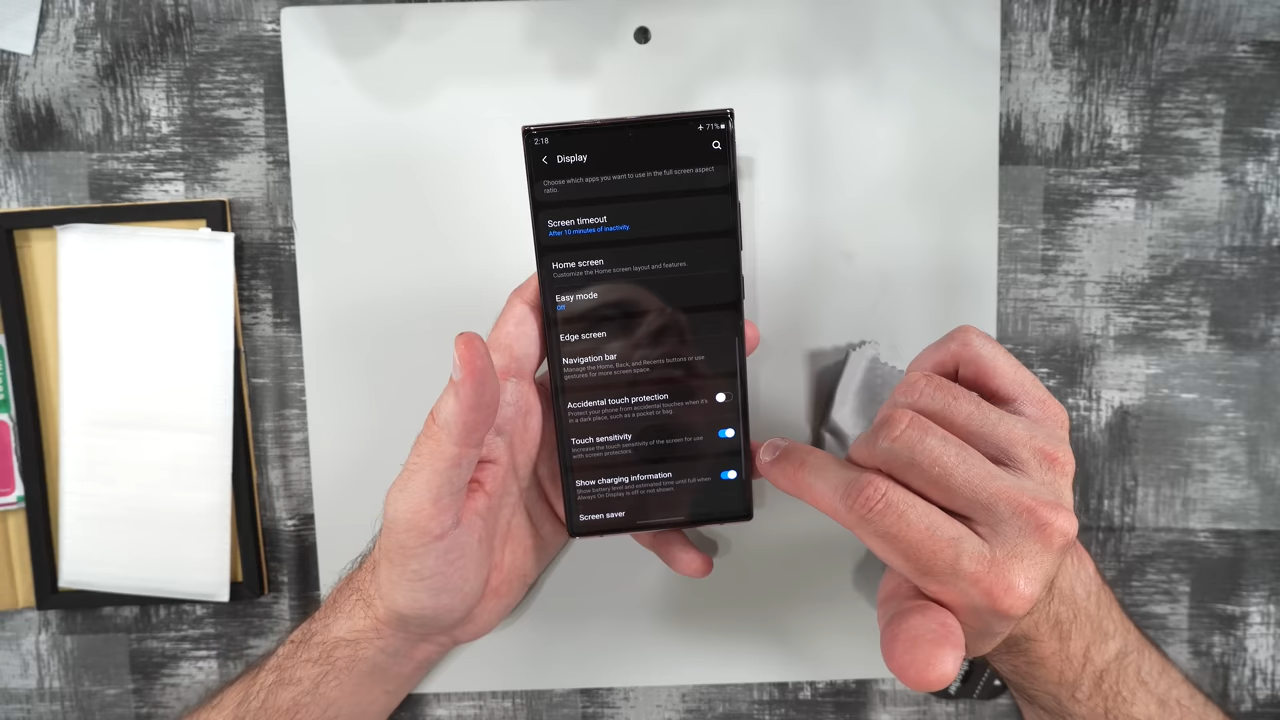 2:18
71%
Display
Choose which apps you want to use in the full screen aspect
ratio.
Screen timeout
After 10 minutes of inactivity
Home screen
Customize the Home screen layout and features.
Easy mode
Off
Edge screen
Navigation bar
Manage the Home, Back, and Recents buttons or use
gestures for more screen space.
Accidental touch protection
Protect your phone from accidental touches when it's
in a dark place, such as a pocket or bag.
Touch sensitivity
Increase the touch sensitivity of the screen for use
with screen protectors.
Show charging information
Show battery level and estimated time until full when
Always On Display is off or not shown.
Screen saver